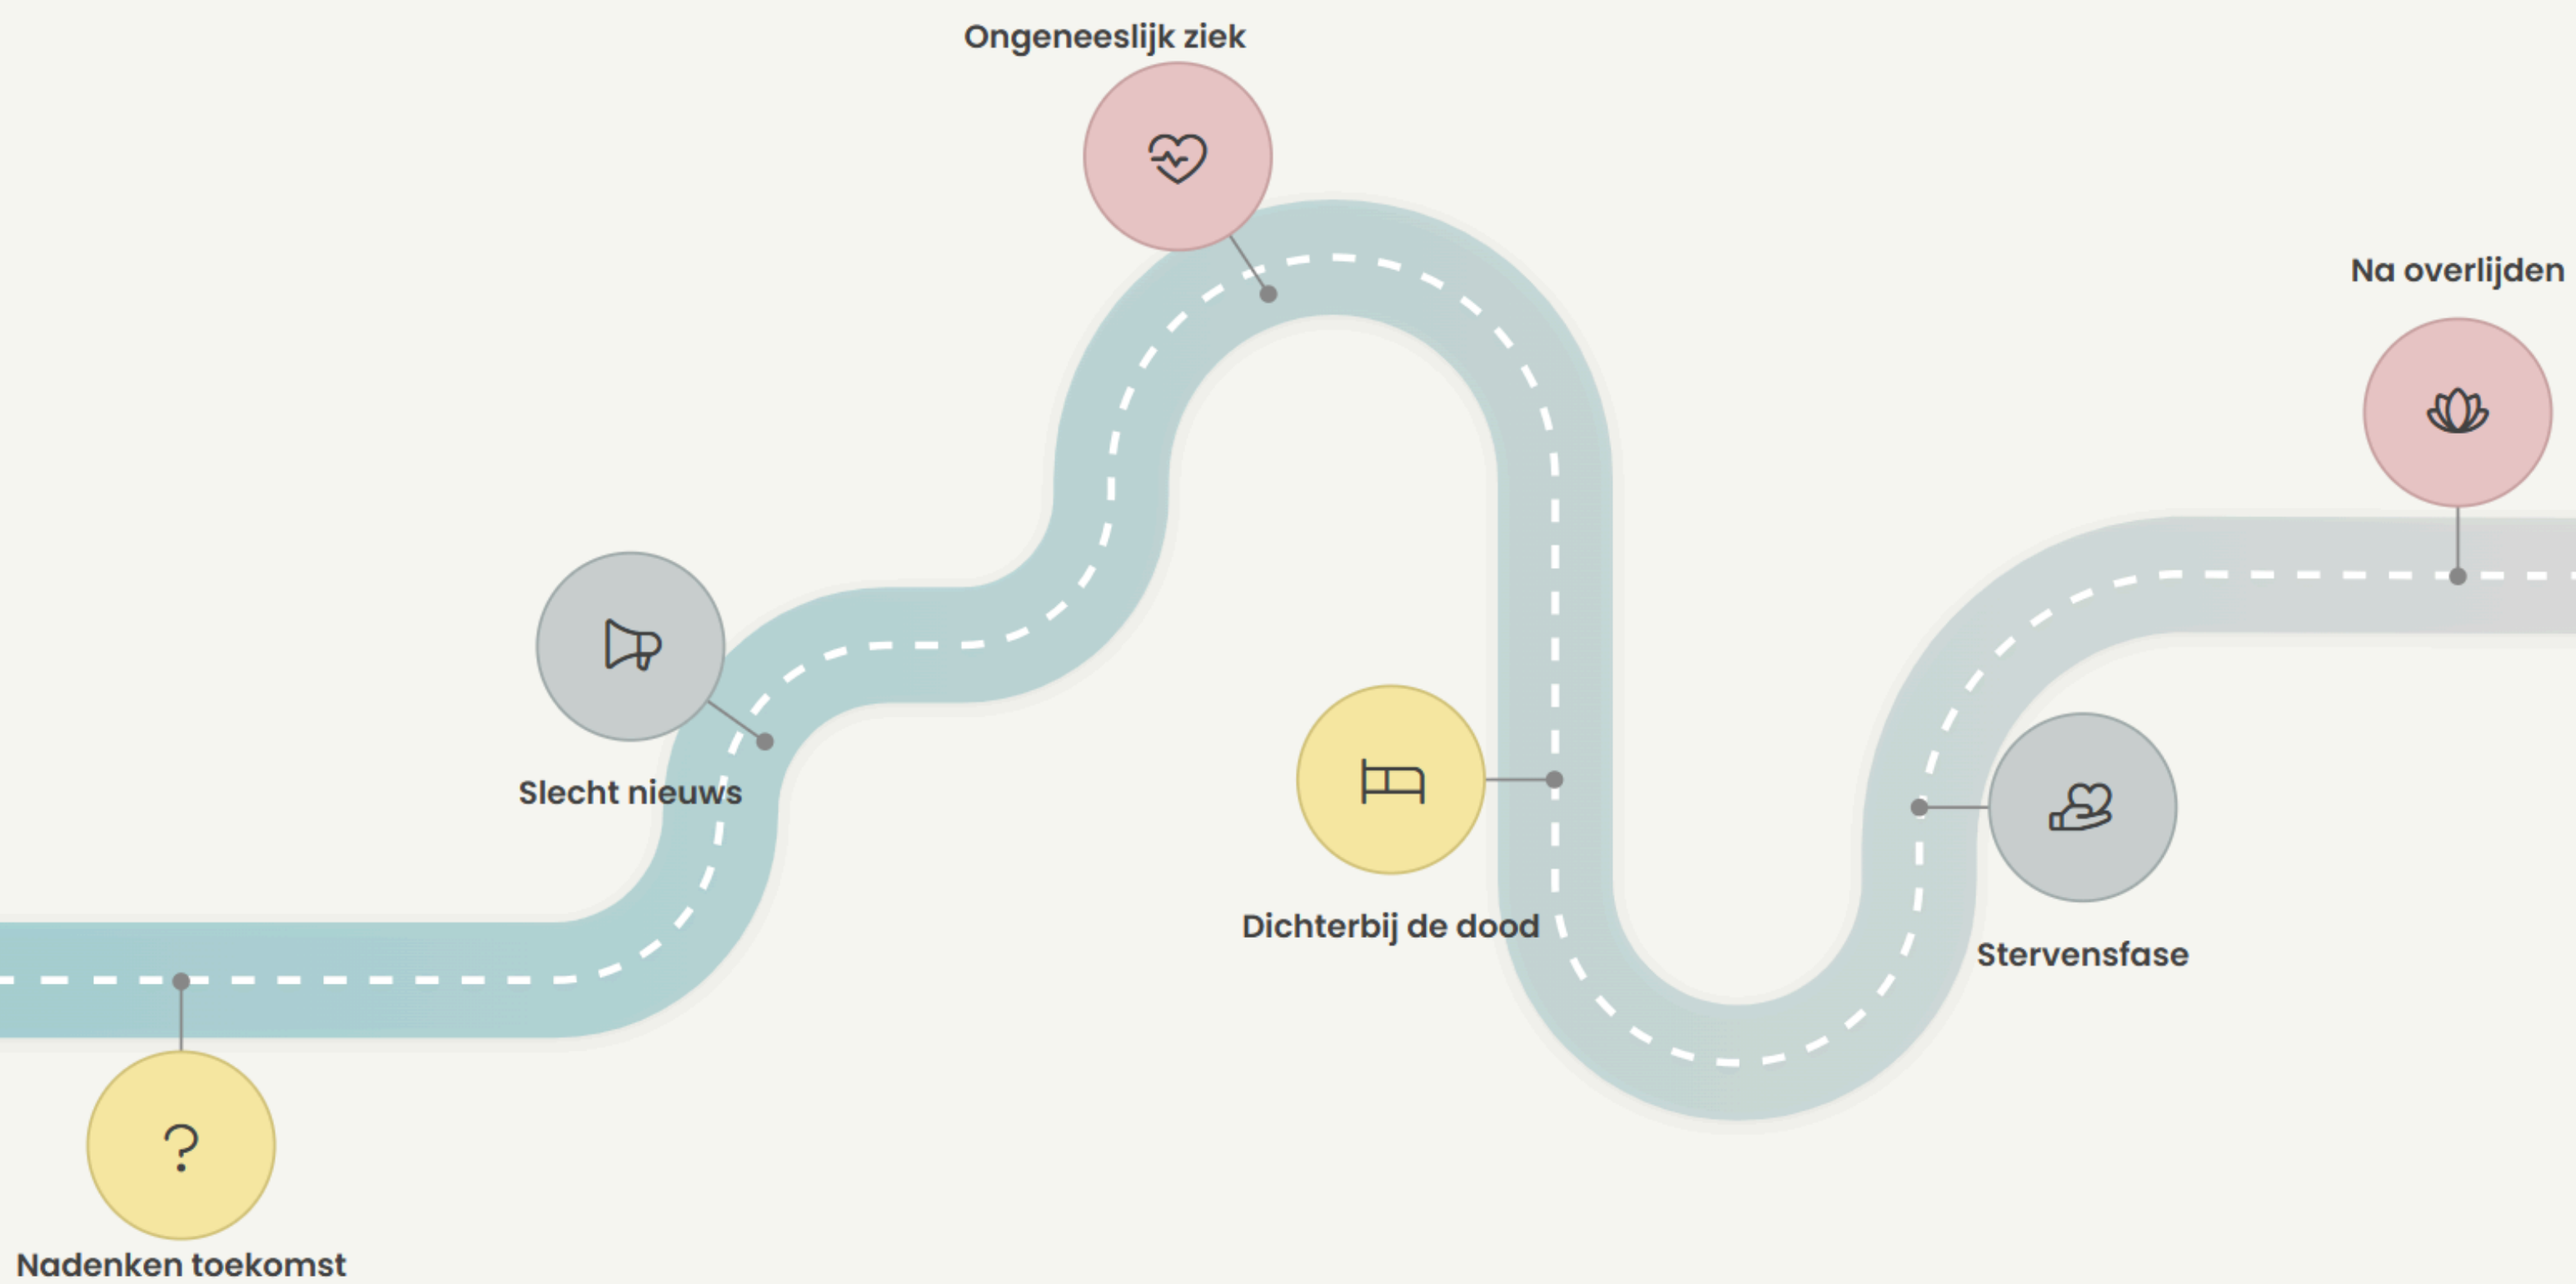 Ongeneeslijk ziek
Na overlijden
Slecht nieuws
Dichterbij de dood
Stervensfase
?
Nadenken toekomst